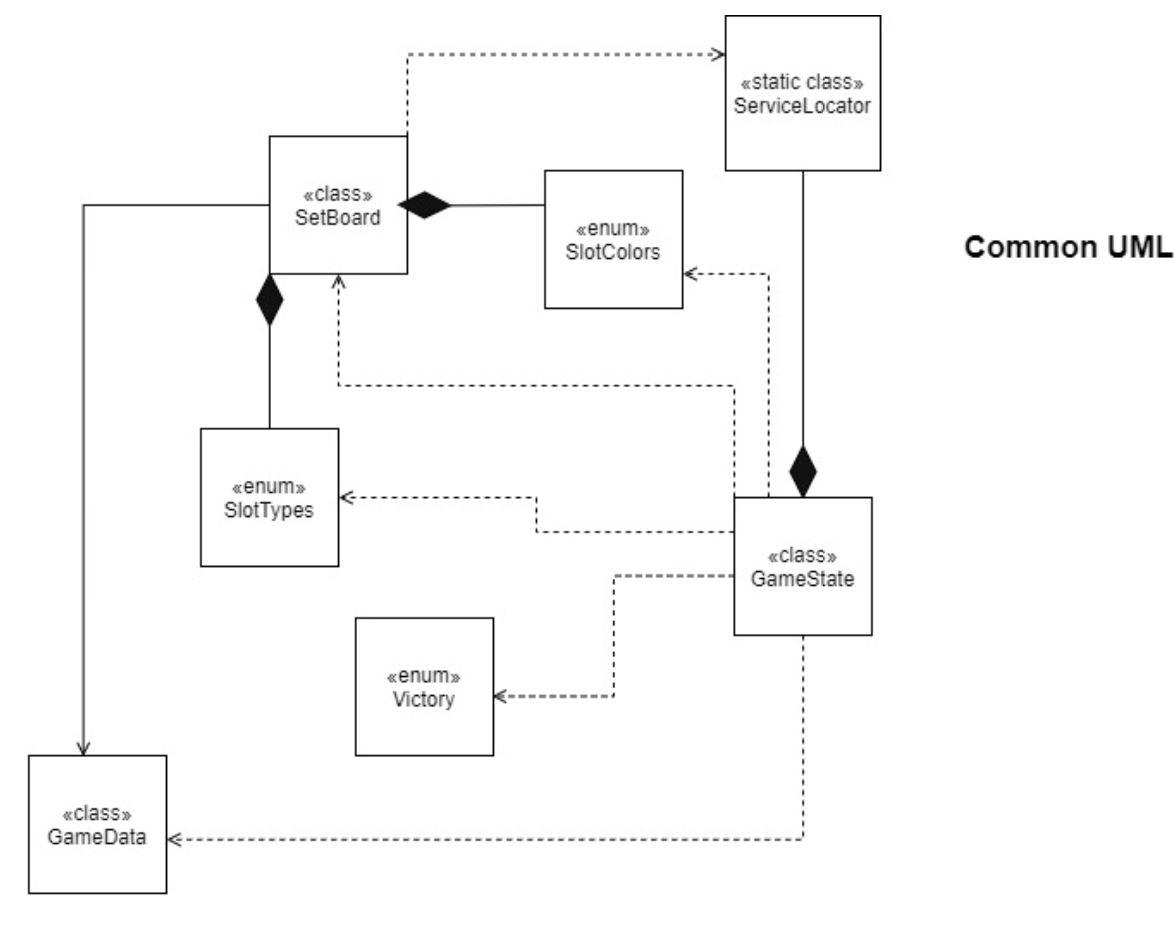 «static class»
ServiceLocator
«class»
SetBoard
«enum»
SlotColors
Common UML
«enum»
SlotTypes
«class»
GameState
«enum»
Victory
«class»
GameData